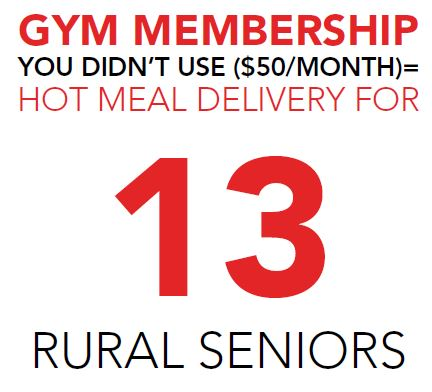 GYM MEMBERSHIP
YOU DIDN'T USE ($50/MONTH)=
HOT MEAL DELIVERY FOR
13
RURAL SENIORS